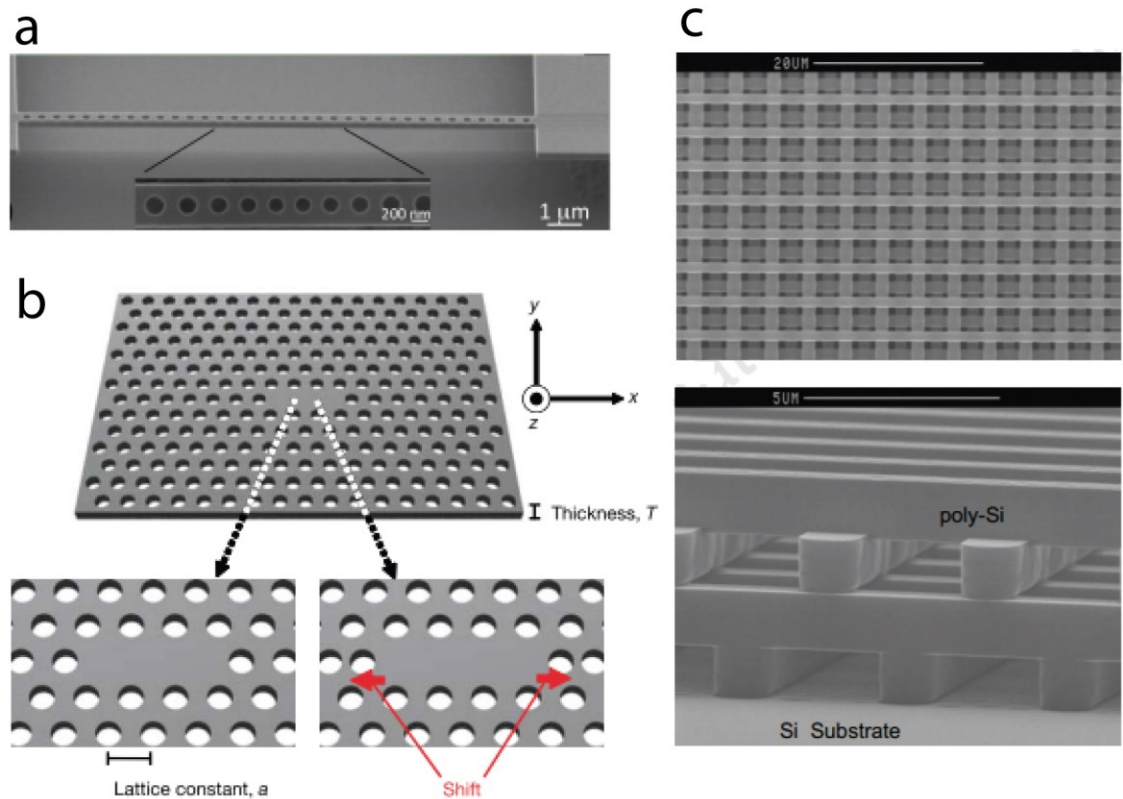 a
200 nm
1 μm
b
y
x
z
Thickness, T
Lattice constant, a
Shift
c
20UM
5UM
poly-Si
Si Substrate